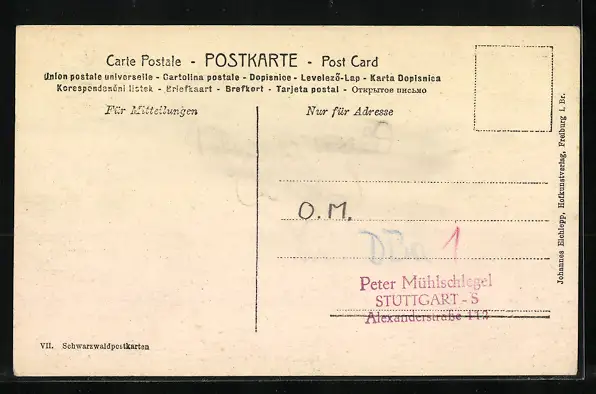 Carte Postale - POSTKARTE - Post Card
Union postale universelle - Cartolina postale - Dopisnice - Levelező-Lap - Karta Dopisnica
Korespondenční lístek - Briefkaart - Brefkort - Tarjeta postal - Открытое письмо
Für Mitteilungen
Nur für Adresse
O.M.
1
Peter Mühlschlegel
STUTTGART-S
Alexanderstraße 112
VII. Schwarzwaldpostkarten
Johannes Elchlepp, Hofkunstverlag, Freiburg i. Br.